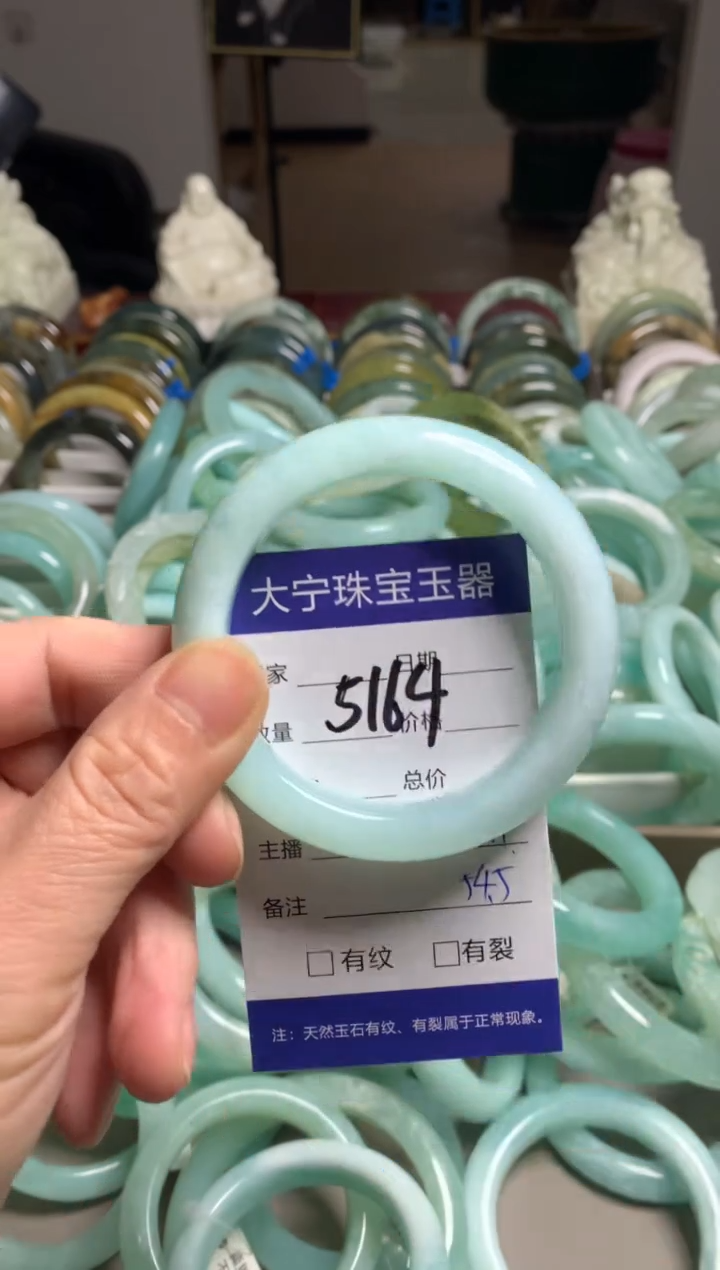 大宁珠宝玉器
家 日期
5164
数量 价格
总价
主播
54.5
备注
有纹 有裂
注：天然玉石有纹、有裂属于正常现象。